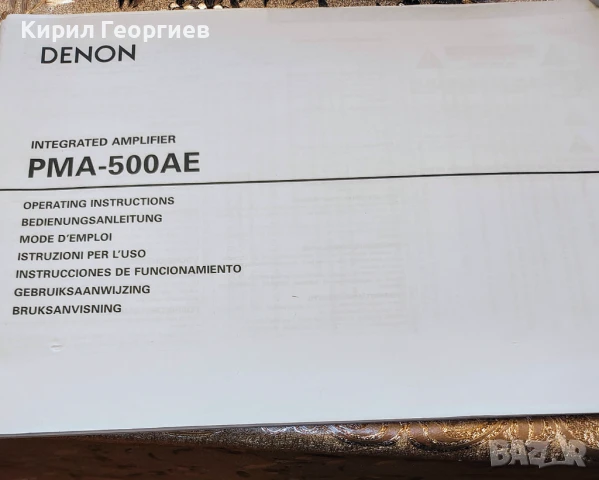 Кирил Георгиев
DENON
INTEGRATED AMPLIFIER
PMA-500AE
OPERATING INSTRUCTIONS
BEDIENUNGSANLEITUNG
MODE D'EMPLOI
ISTRUZIONI PER L'USO
INSTRUCCIONES DE FUNCIONAMIENTO
GEBRUIKSAANWIJZING
BRUKSANVISNING
BAZAR